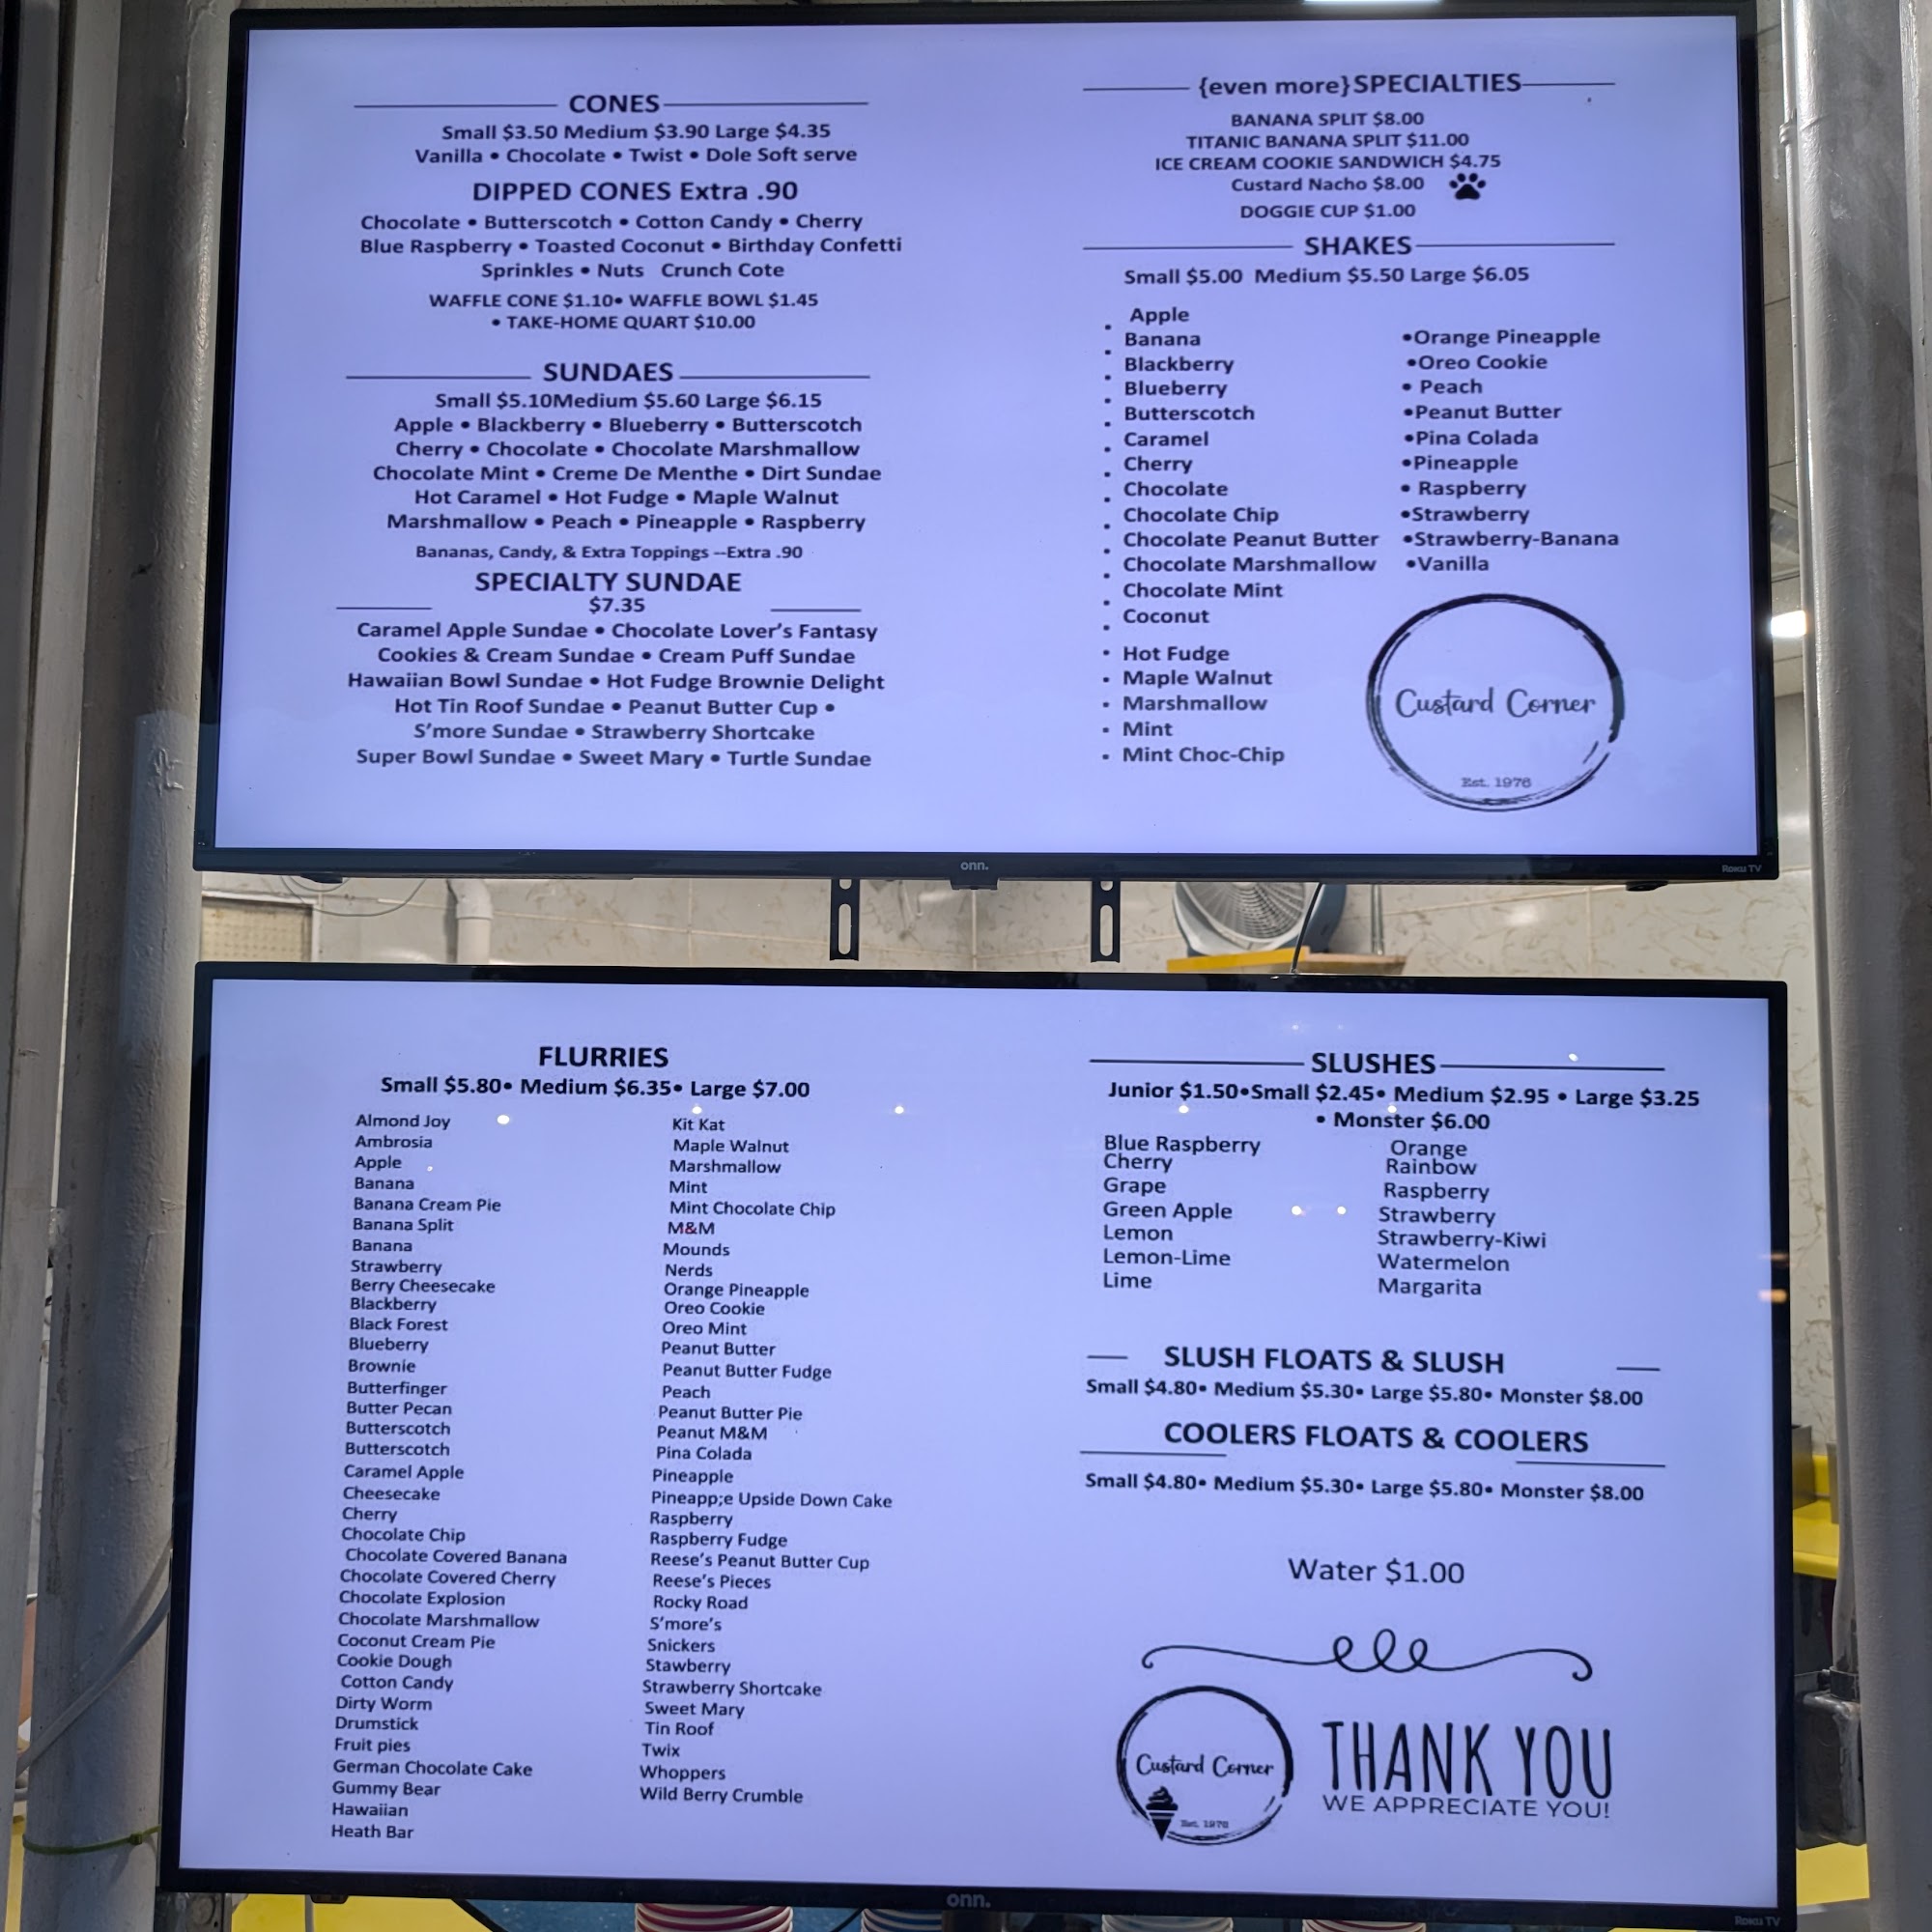 CONES
Small $3.50 Medium $3.90 Large $4.35
Vanilla • Chocolate • Twist • Dole Soft serve
DIPPED CONES Extra .90
Chocolate • Butterscotch • Cotton Candy • Cherry
Blue Raspberry • Toasted Coconut • Birthday Confetti
Sprinkles • Nuts Crunch Cote
WAFFLE CONE $1.10• WAFFLE BOWL $1.45
• TAKE-HOME QUART $10.00
SUNDAES
Small $5.10Medium $5.60 Large $6.15
Apple • Blackberry • Blueberry • Butterscotch
Cherry • Chocolate • Chocolate Marshmallow
Chocolate Mint • Creme De Menthe • Dirt Sundae
Hot Caramel • Hot Fudge • Maple Walnut
Marshmallow • Peach • Pineapple • Raspberry
Bananas, Candy, & Extra Toppings --Extra .90
SPECIALTY SUNDAE
$7.35
Caramel Apple Sundae • Chocolate Lover's Fantasy
Cookies & Cream Sundae • Cream Puff Sundae
Hawaiian Bowl Sundae • Hot Fudge Brownie Delight
Hot Tin Roof Sundae • Peanut Butter Cup •
S'more Sundae • Strawberry Shortcake
Super Bowl Sundae • Sweet Mary • Turtle Sundae
{even more}SPECIALTIES
BANANA SPLIT $8.00
TITANIC BANANA SPLIT $11.00
ICE CREAM COOKIE SANDWICH $4.75
Custard Nacho $8.00
DOGGIE CUP $1.00
SHAKES
Small $5.00 Medium $5.50 Large $6.05
Apple
• Banana
• Blackberry
• Blueberry
• Butterscotch
• Caramel
• Cherry
• Chocolate
• Chocolate Chip
• Chocolate Peanut Butter
• Chocolate Marshmallow
• Chocolate Mint
• Coconut
• Hot Fudge
• Maple Walnut
• Marshmallow
• Mint
• Mint Choc-Chip
•Orange Pineapple
•Oreo Cookie
• Peach
•Peanut Butter
•Pina Colada
•Pineapple
• Raspberry
•Strawberry
•Strawberry-Banana
•Vanilla
Custard Corner
Est. 1976
onn.
Roku TV
FLURRIES
Small $5.80• Medium $6.35• Large $7.00
Almond Joy
Ambrosia
Apple
Banana
Banana Cream Pie
Banana Split
Banana
Strawberry
Berry Cheesecake
Blackberry
Black Forest
Blueberry
Brownie
Butterfinger
Butter Pecan
Butterscotch
Butterscotch
Caramel Apple
Cheesecake
Cherry
Chocolate Chip
Chocolate Covered Banana
Chocolate Covered Cherry
Chocolate Explosion
Chocolate Marshmallow
Coconut Cream Pie
Cookie Dough
Cotton Candy
Dirty Worm
Drumstick
Fruit pies
German Chocolate Cake
Gummy Bear
Hawaiian
Heath Bar
Kit Kat
Maple Walnut
Marshmallow
Mint
Mint Chocolate Chip
M&M
Mounds
Nerds
Orange Pineapple
Oreo Cookie
Oreo Mint
Peanut Butter
Peanut Butter Fudge
Peach
Peanut Butter Pie
Peanut M&M
Pina Colada
Pineapple
Pineapp;e Upside Down Cake
Raspberry
Raspberry Fudge
Reese's Peanut Butter Cup
Reese's Pieces
Rocky Road
S'more's
Snickers
Stawberry
Strawberry Shortcake
Sweet Mary
Tin Roof
Twix
Whoppers
Wild Berry Crumble
SLUSHES
Junior $1.50•Small $2.45• Medium $2.95 • Large $3.25
• Monster $6.00
Blue Raspberry
Cherry
Grape
Green Apple
Lemon
Lemon-Lime
Lime
Orange
Rainbow
Raspberry
Strawberry
Strawberry-Kiwi
Watermelon
Margarita
SLUSH FLOATS & SLUSH
Small $4.80• Medium $5.30• Large $5.80• Monster $8.00
COOLERS FLOATS & COOLERS
Small $4.80• Medium $5.30• Large $5.80• Monster $8.00
Water $1.00
Custard Corner
Est. 1976
THANK YOU
WE APPRECIATE YOU!
onn.
Roku TV